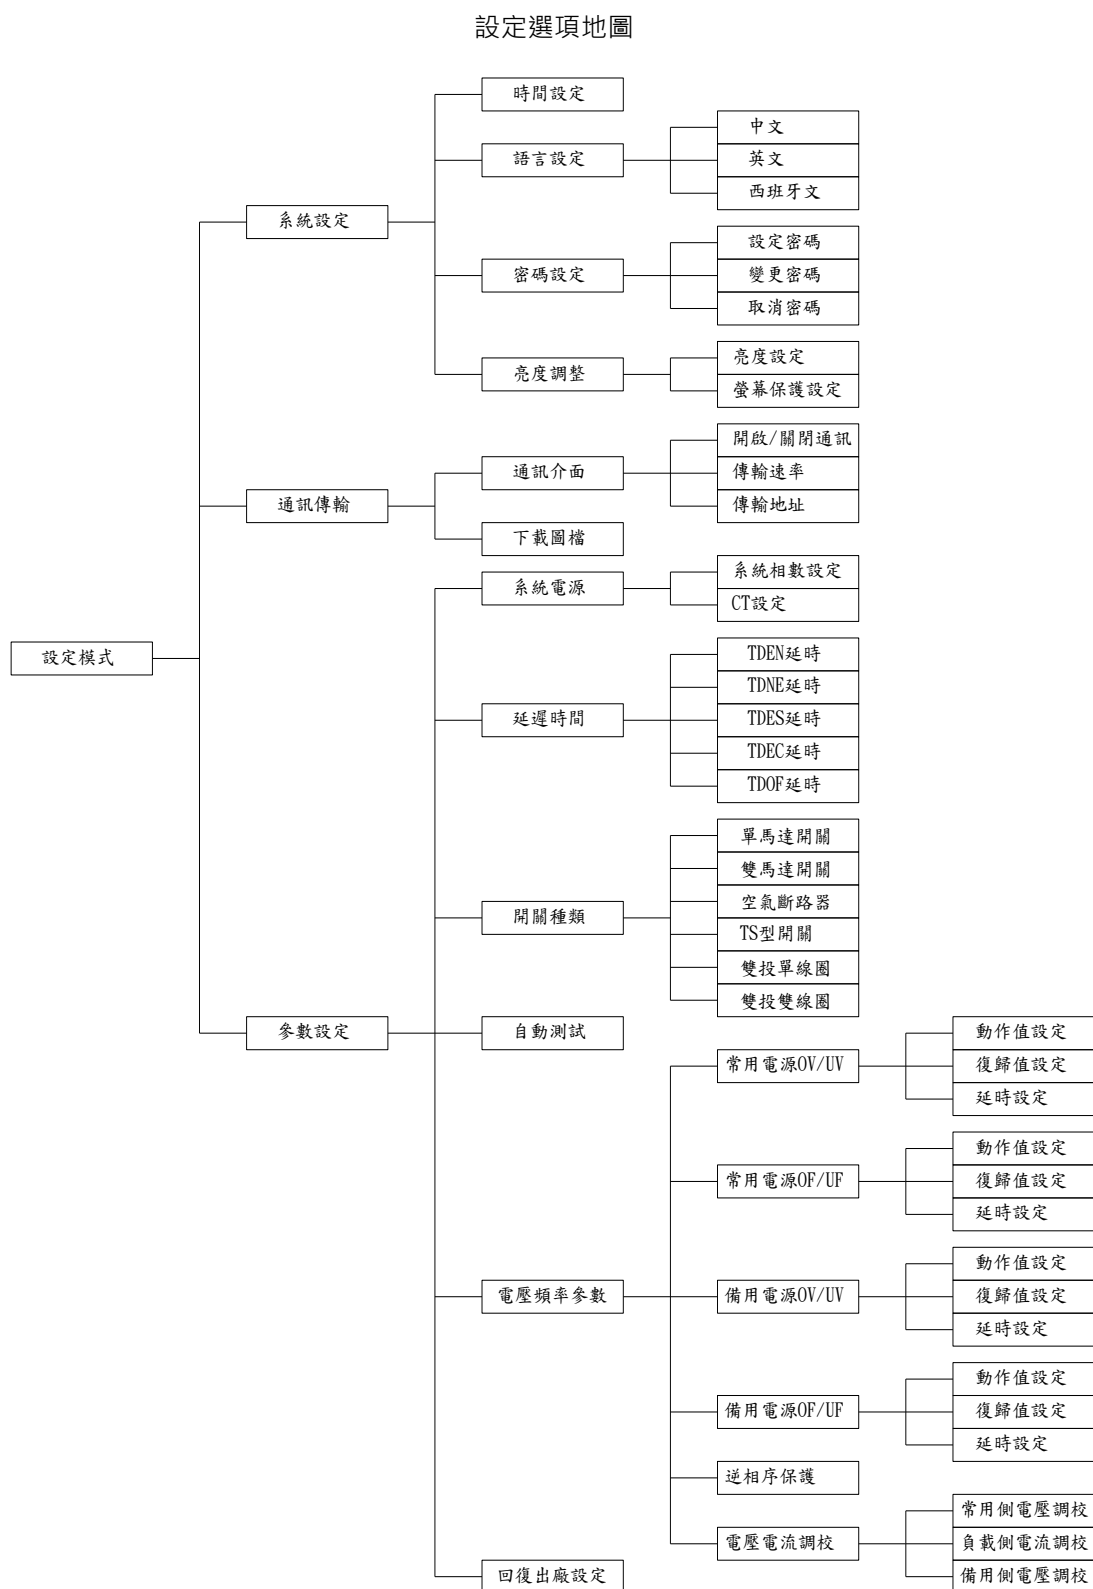 設定選項地圖
時間設定
語言設定
中文
英文
西班牙文
系統設定
密碼設定
設定密碼
變更密碼
取消密碼
亮度調整
亮度設定
螢幕保護設定
通訊傳輸
通訊介面
開啟/關閉通訊
傳輸速率
傳輸地址
下載圖檔
設定模式
系統電源
系統相數設定
CT設定
延遲時間
TDEN延時
TDNE延時
TDES延時
TDEC延時
TDOF延時
開關種類
單馬達開關
雙馬達開關
空氣斷路器
TS型開關
雙投單線圈
雙投雙線圈
參數設定
自動測試
電壓頻率參數
常用電源OV/UV
動作值設定
復歸值設定
延時設定
常用電源OF/UF
動作值設定
復歸值設定
延時設定
備用電源OV/UV
動作值設定
復歸值設定
延時設定
備用電源OF/UF
動作值設定
復歸值設定
延時設定
逆相序保護
電壓電流調校
常用側電壓調校
負載側電流調校
備用側電壓調校
回復出廠設定